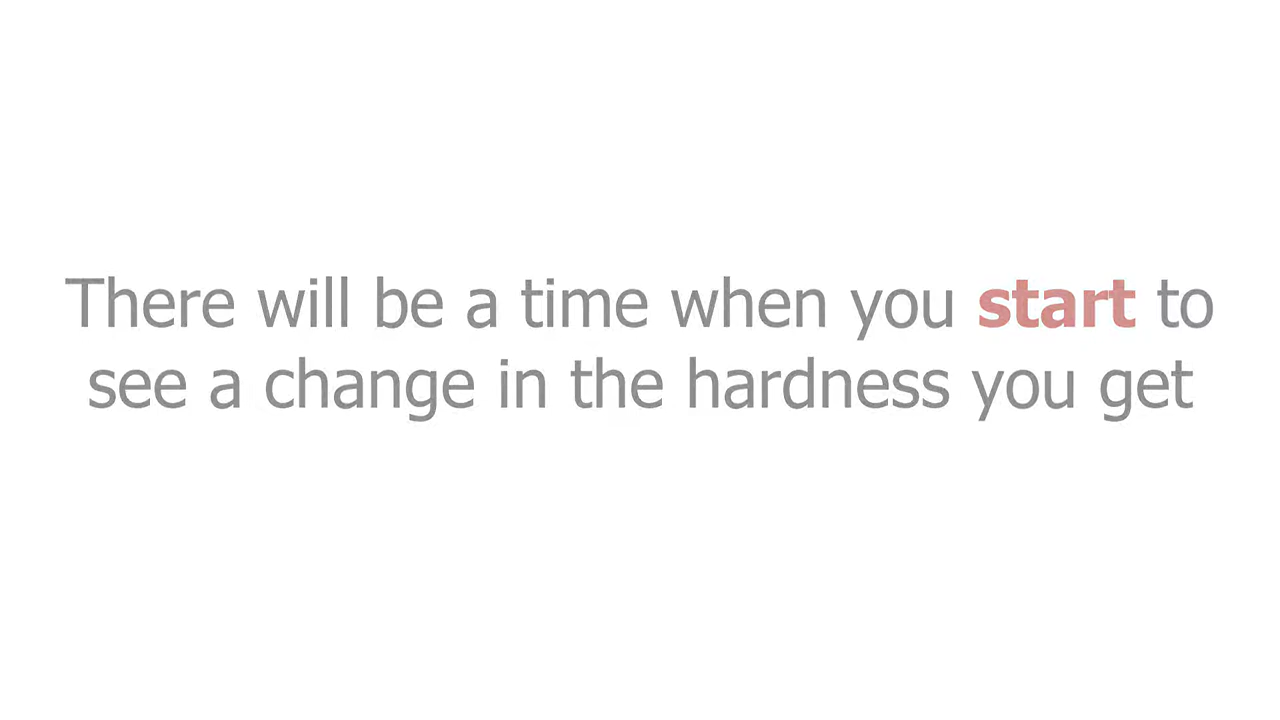 There will be a time when you start to
see a change in the hardness you get